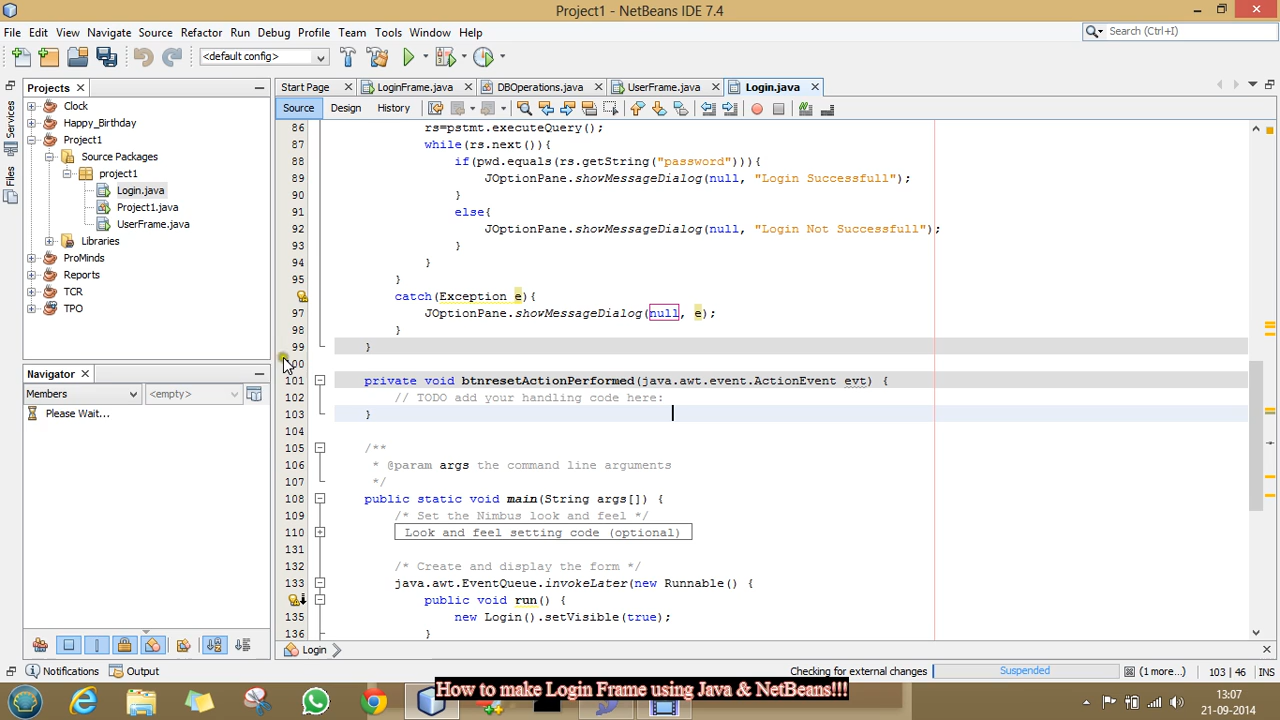 Project1 - NetBeans IDE 7.4
File Edit View Navigate Source Refactor Run Debug Profile Team Tools Window Help
Search (Ctrl+I)
<default config>
Projects
Start Page
LoginFrame.java
DBOperations.java
UserFrame.java
Login.java
Source
Design
History
Services
Files
Clock
Happy_Birthday
Project1
Source Packages
project1
Login.java
Project1.java
UserFrame.java
Libraries
ProMinds
Reports
TCR
TPO
Navigator
Members
<empty>
Please Wait...
86 rs=pstmt.executeQuery();
87 while(rs.next()){
88 if(pwd.equals(rs.getString("password"))){
89 JOptionPane.showMessageDialog(null, "Login Successfull");
90 }
91 else{
92 JOptionPane.showMessageDialog(null, "Login Not Successfull");
93 }
94 }
95 }
catch(Exception e){
97 JOptionPane.showMessageDialog(null, e);
98 }
99 }
100
101 private void btnresetActionPerformed(java.awt.event.ActionEvent evt) {
102 // TODO add your handling code here:
103 }
104
105 /**
106 * @param args the command line arguments
107 */
108 public static void main(String args[]) {
109 /* Set the Nimbus look and feel */
110 Look and feel setting code (optional)
131
132 /* Create and display the form */
133 java.awt.EventQueue.invokeLater(new Runnable() {
public void run() {
135 new Login().setVisible(true);
136 }
Login
Notifications
Output
Checking for external changes
Suspended
(1 more...)
103 | 46
INS
How to make Login Frame using Java & NetBeans!!!
13:07
21-09-2014